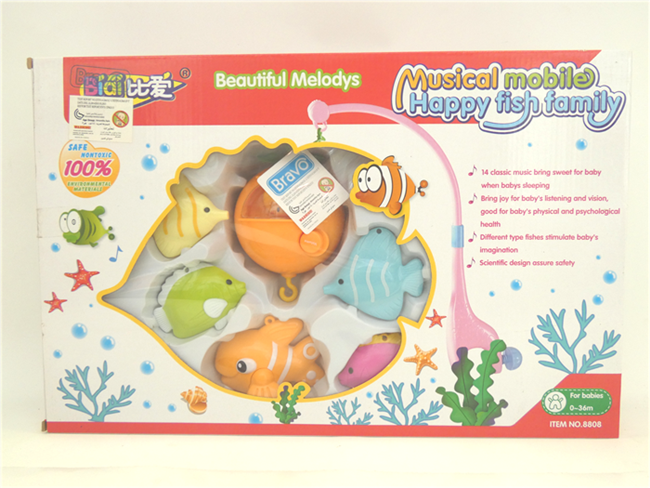 Bidi比爱®
Beautiful Melodys
Musical mobile
Happy fish family
WARNING
SAFE
NONTOXIC
100%
ENVIRONMENTAL
MATERIALS
Bravo
14 classic music bring sweet for baby
when babys sleeping
Bring joy for baby's listening and vision,
good for baby's physical and psychological
health
Different type fishes stimulate baby's
imagination
Scientific design assure safety
For babies
0-36m
ITEM NO.8808